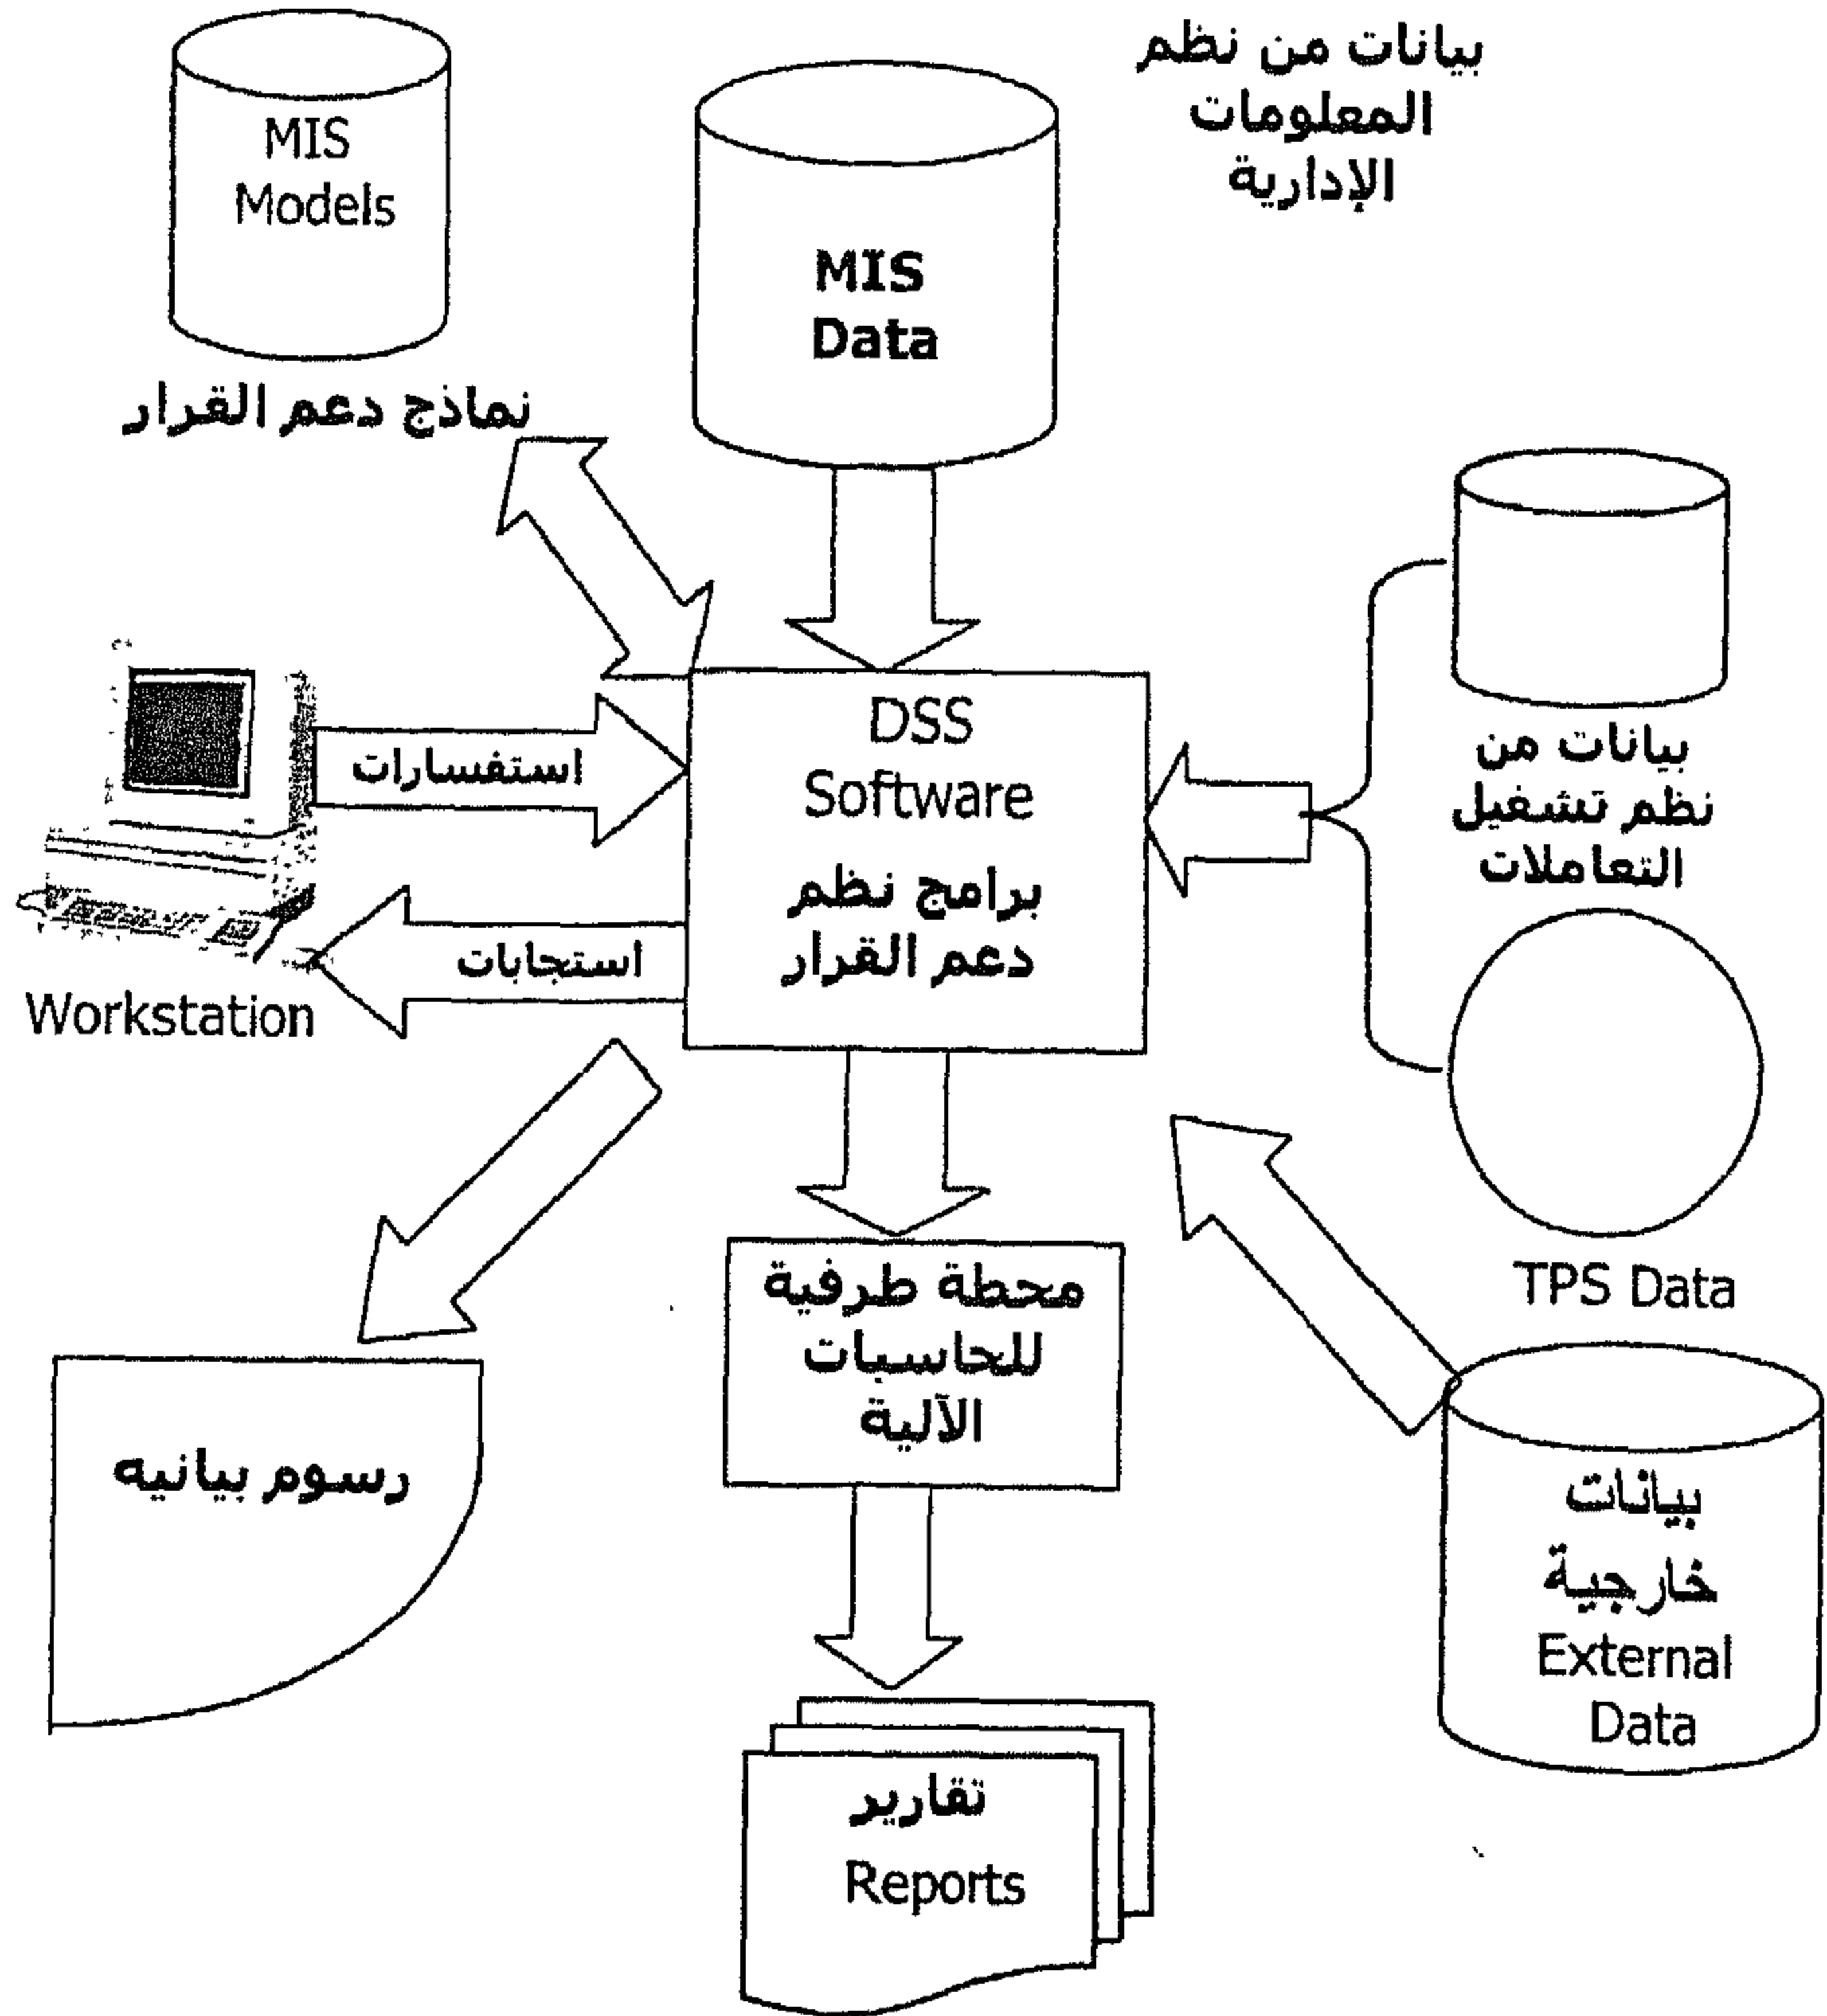 MIS
Models
نماذج دعم القرار
MIS
Data
بيانات من نظم
المعلومات
الإدارية
استفسارات
استجابات
Workstation
DSS
Software
برامج نظم
دعم القرار
بيانات من
نظم تشغيل
التعاملات
TPS Data
بيانات
خارجية
External
Data
محطة طرفية
للحاسبات
الآلية
رسوم بيانيه
تقارير
Reports